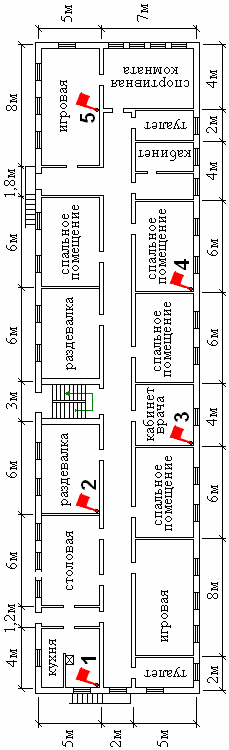 5м
7м
8м
1,8м
6м
6м
3м
6м
6м
1,2м
4м
4м
2м
4м
6м
6м
4м
6м
8м
2м
5м
2м
5м
игровая
5
спортивная
комната
туалет
кабинет
спальное
помещение
спальное
помещение
4
раздевалка
спальное
помещение
кабинет
врача
3
раздевалка
2
спальное
помещение
столовая
игровая
кухня
1
туалет